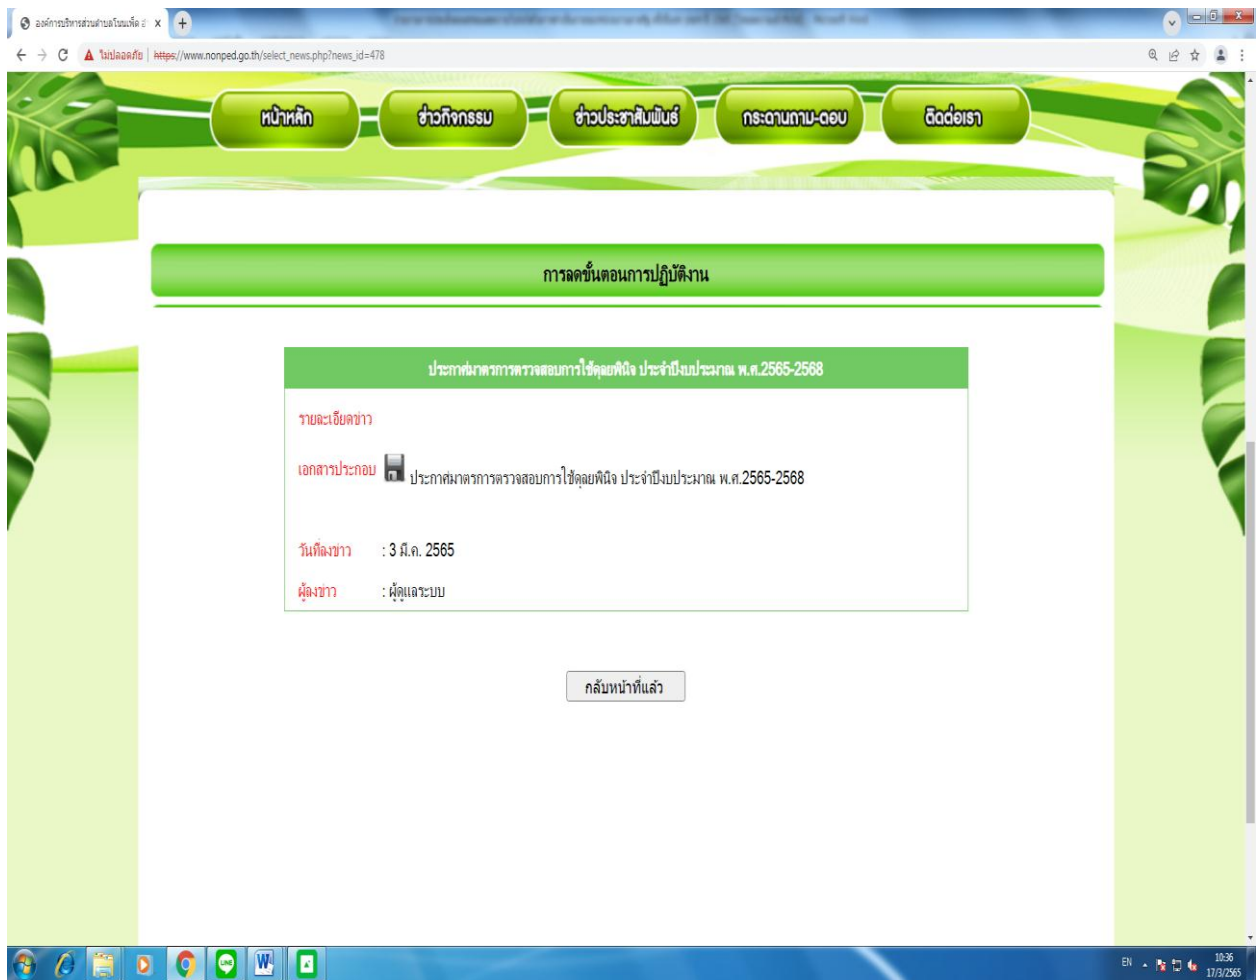 องค์การบริหารส่วนตำบลโนนเพ็ด อ
ไม่ปลอดภัย | https://www.nonped.go.th/select_news.php?news_id=478
หน้าหลัก ข่าวกิจกรรม ข่าวประชาสัมพันธ์ กระดานถาม-ตอบ ติดต่อเรา
การลดขั้นตอนการปฏิบัติงาน
ประกาศมาตรการตรวจสอบการใช้ดุลยพินิจ ประจำปีงบประมาณ พ.ศ.2565-2568
รายละเอียดข่าว
เอกสารประกอบ ประกาศมาตรการตรวจสอบการใช้ดุลยพินิจ ประจำปีงบประมาณ พ.ศ.2565-2568
วันที่ลงข่าว : 3 มี.ค. 2565
ผู้ลงข่าว : ผู้ดูแลระบบ
กลับหน้าที่แล้ว
LINE W
EN 10:36
17/3/2565